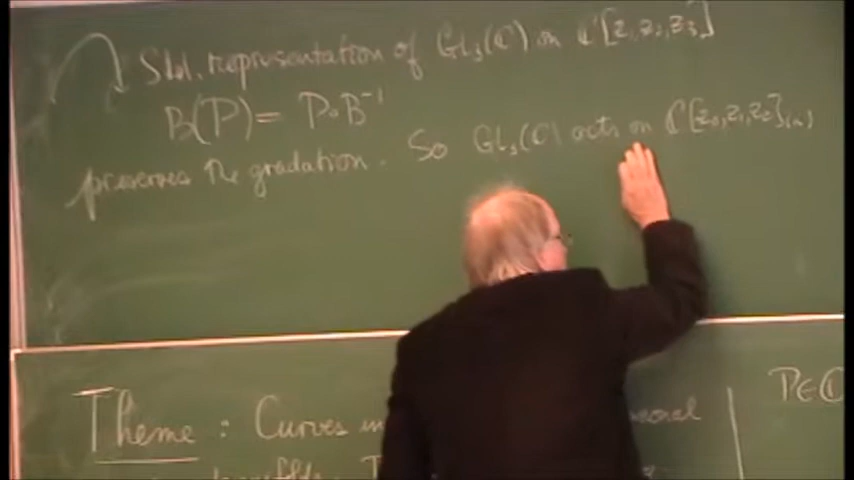 Std. representation of GL₃(ℂ) on ℂ[z₁,z₂,z₃]
B(P) = P∘B⁻¹
preserves the gradation. So GL₃(ℂ) acts on ℂ[z₀,z₁,z₂]₍ₙ₎
Theme : Curves in
P∈ℂ